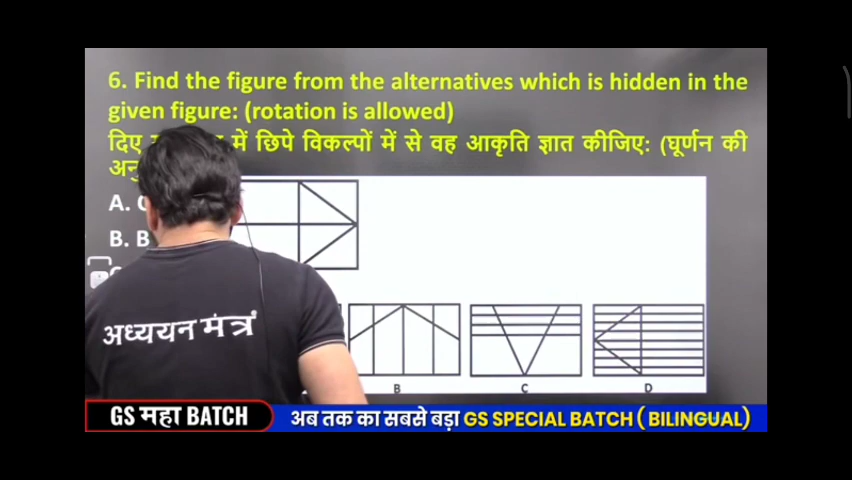 6. Find the figure from the alternatives which is hidden in the
given figure: (rotation is allowed)
दिए में छिपे विकल्पों में से वह आकृति ज्ञात कीजिए: (घूर्णन की
A.
B. B
अध्ययन मंत्रं
B C D
GS महा BATCH अब तक का सबसे बड़ा GS SPECIAL BATCH ( BILINGUAL)